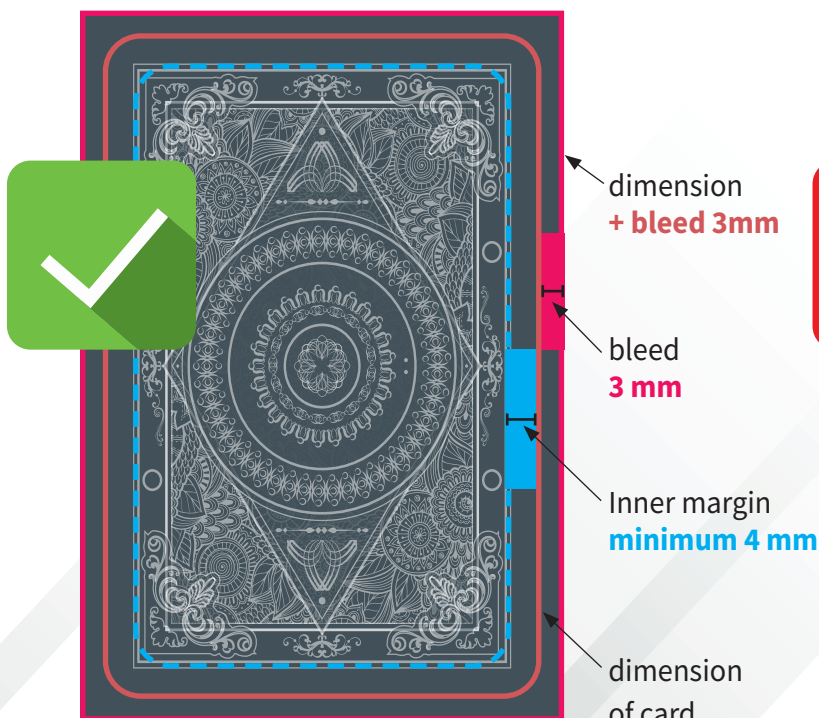 dimension
+ bleed 3mm
bleed
3 mm
Inner margin
minimum 4 mm
dimension
of card